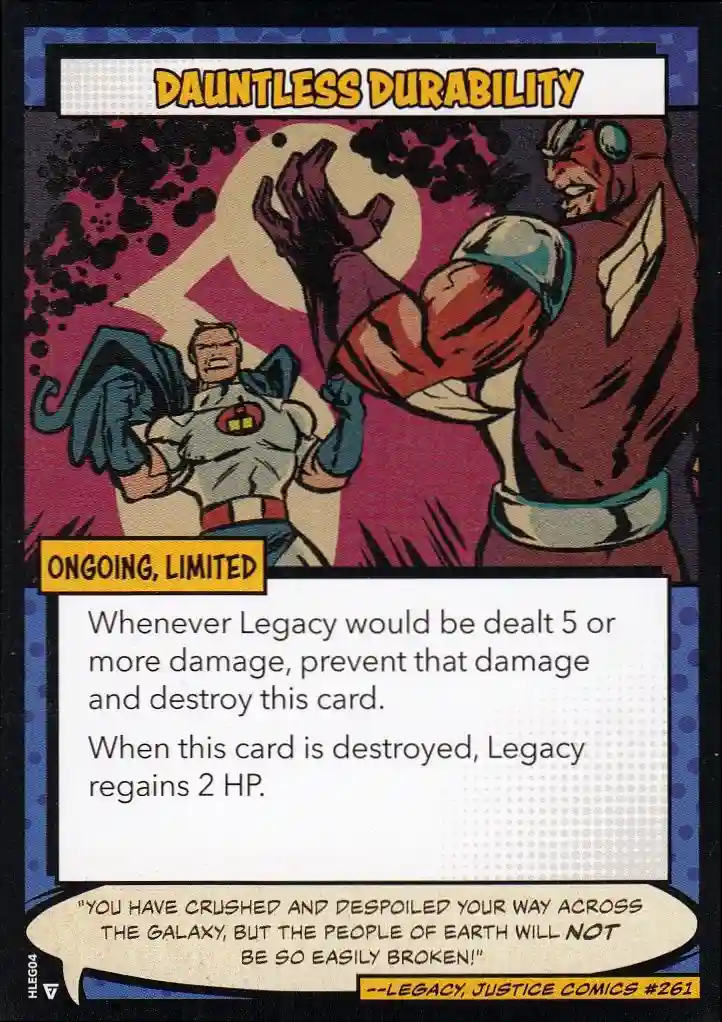 DAUNTLESS DURABILITY
ONGOING, LIMITED
Whenever Legacy would be dealt 5 or
more damage, prevent that damage
and destroy this card.
When this card is destroyed, Legacy
regains 2 HP.
"YOU HAVE CRUSHED AND DESPOILED YOUR WAY ACROSS
THE GALAXY, BUT THE PEOPLE OF EARTH WILL NOT
BE SO EASILY BROKEN!"
--LEGACY, JUSTICE COMICS #261
HLEG04